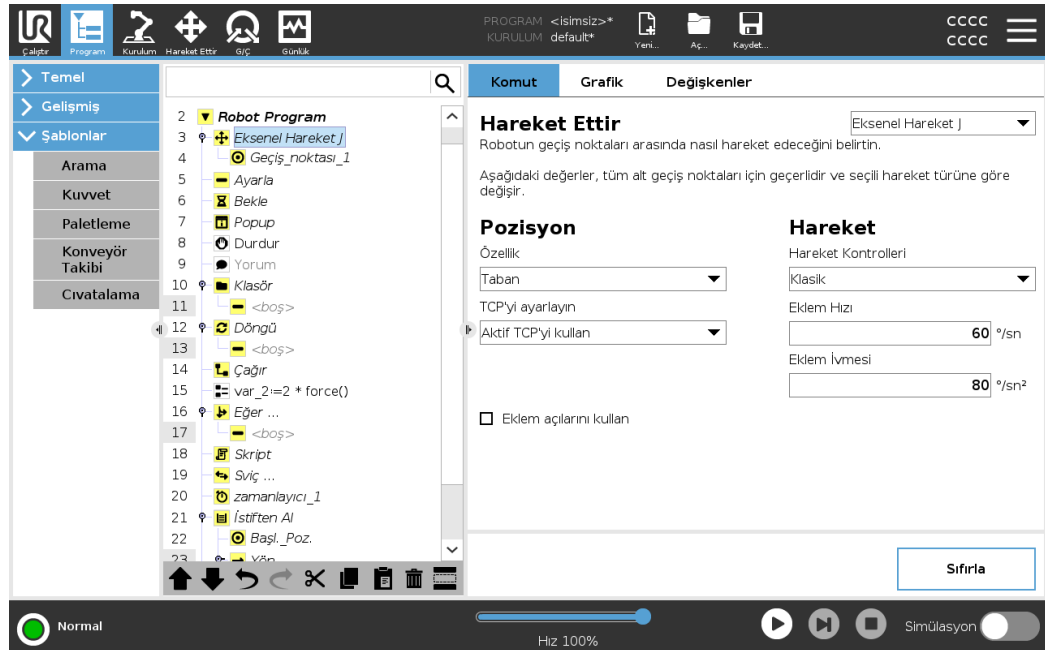 PROGRAM <isimsiz>*
KURULUM default*
Çalıştır
Program
Kurulum
Hareket Ettir
G/Ç
Günlük
Yeni...
Aç...
Kaydet...
CCCC
CCCC
Temel
Gelişmiş
Şablonlar
Arama
Kuvvet
Paletleme
Konveyör
Takibi
Cıvatalama
2 Robot Program
3 Eksenel Hareket J
4 Geçiş_noktası_1
5 Ayarla
6 Bekle
7 Popup
8 Durdur
9 Yorum
10 Klasör
11 <boş>
12 Döngü
13 <boş>
14 Çağır
15 var_2≔2 * force()
16 Eğer ...
17 <boş>
18 Skript
19 Sviç ...
20 zamanlayıcı_1
21 İstiften Al
22 Başl._Poz.
23 Yön
Komut
Grafik
Değişkenler
Hareket Ettir
Eksenel Hareket J
Robotun geçiş noktaları arasında nasıl hareket edeceğini belirtin.
Aşağıdaki değerler, tüm alt geçiş noktaları için geçerlidir ve seçili hareket türüne göre
değişir.
Pozisyon
Özellik
Taban
TCP'yi ayarlayın
Aktif TCP'yi kullan
Eklem açılarını kullan
Hareket
Hareket Kontrolleri
Klasik
Eklem Hızı
60 °/sn
Eklem İvmesi
80 °/sn²
Sıfırla
Normal
Hız 100%
Simülasyon